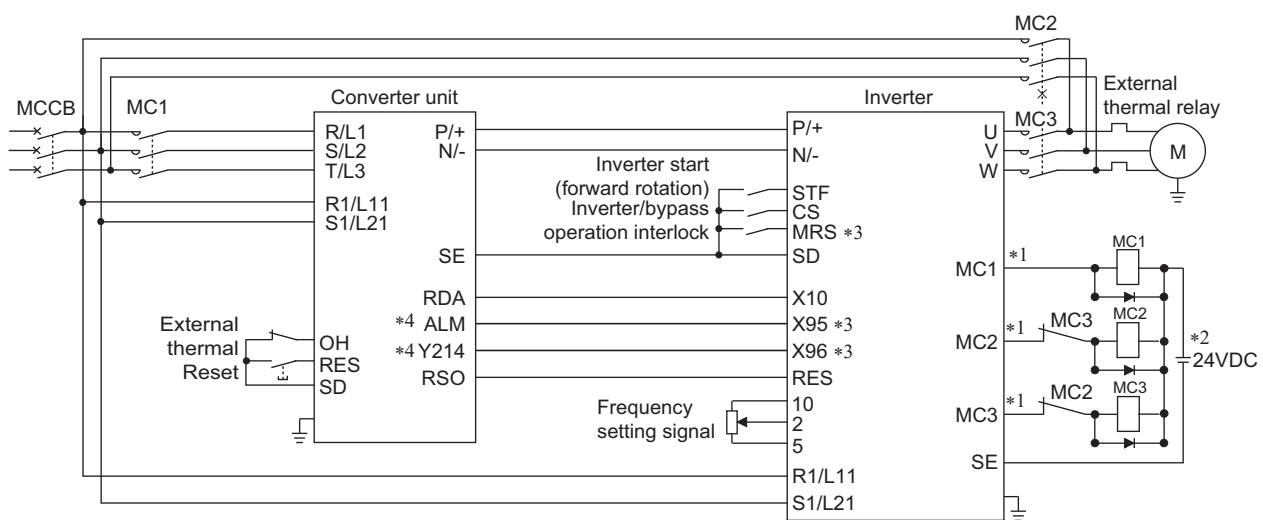 MC2
MCCB
MC1
Converter unit
Inverter
External
thermal relay
MC3
R/L1
S/L2
T/L3
R1/L11
S1/L21
P/+
N/-
SE
RDA
*4 ALM
*4 Y214
RSO
External
thermal
Reset
OH
RES
SD
Inverter start
(forward rotation)
Inverter/bypass
operation interlock
Frequency
setting signal
P/+
N/-
STF
CS
MRS *3
SD
X10
X95 *3
X96 *3
RES
10
2
5
R1/L11
S1/L21
U
V
W
M
MC1
*1
MC1
MC2
*1
MC3
MC2
MC3
*1
MC2
MC3
SE
*2
24VDC